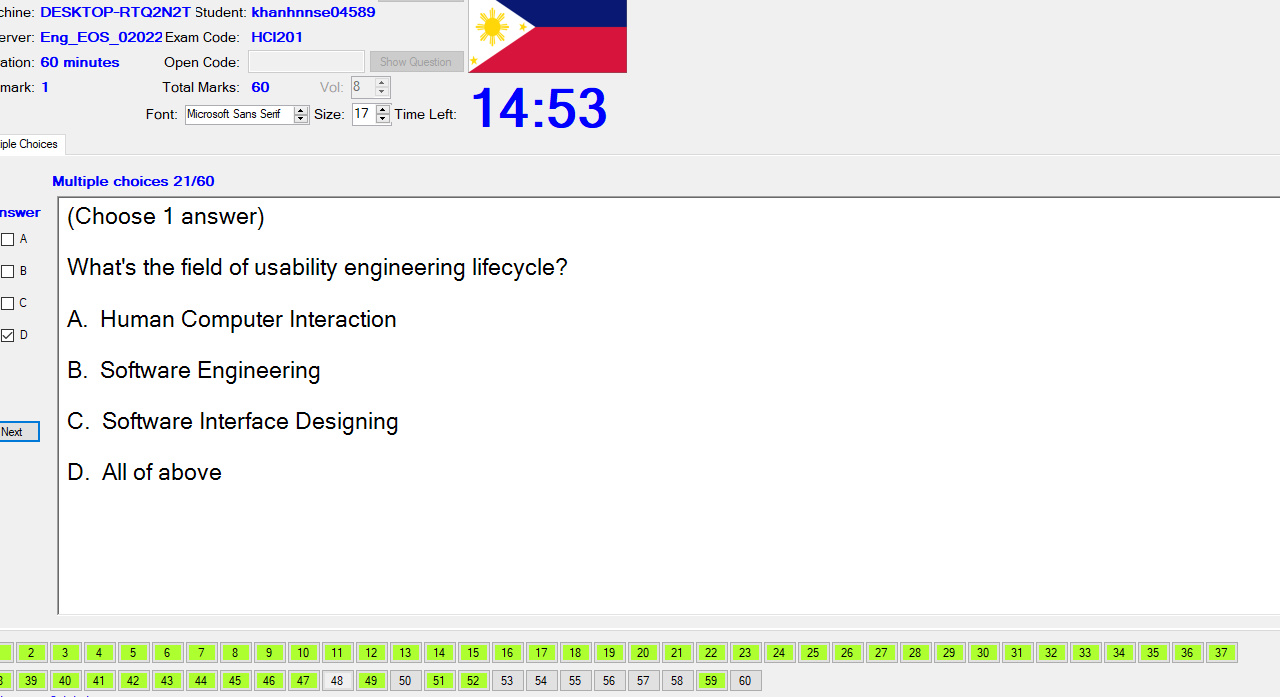 chine: DESKTOP-RTQ2N2T Student: khanhnnse04589
erver: Eng_EOS_02022 Exam Code: HCI201
ation: 60 minutes Open Code: Show Question
mark: 1 Total Marks: 60 Vol: 8
Font: Microsoft Sans Serif Size: 17 Time Left: 14:53
iple Choices
Multiple choices 21/60
nswer
(Choose 1 answer)
A
What's the field of usability engineering lifecycle?
B
C
A. Human Computer Interaction
D
B. Software Engineering
C. Software Interface Designing
Next
D. All of above
2 3 4 5 6 7 8 9 10 11 12 13 14 15 16 17 18 19 20 21 22 23 24 25 26 27 28 29 30 31 32 33 34 35 36 37
39 40 41 42 43 44 45 46 47 48 49 50 51 52 53 54 55 56 57 58 59 60